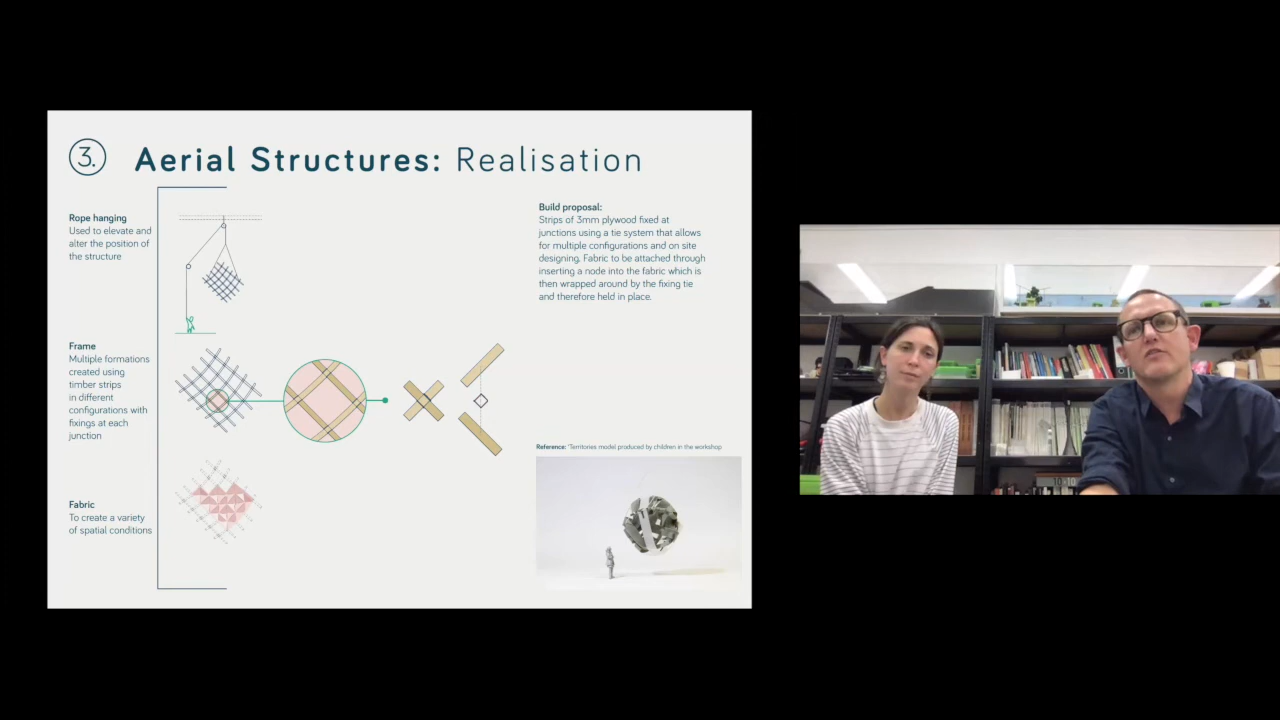 3.
Aerial Structures: Realisation
Rope hanging
Used to elevate and
alter the position of
the structure
Frame
Multiple formations
created using
timber strips
in different
configurations with
fixings at each
junction
Fabric
To create a variety
of spatial conditions
Build proposal:
Strips of 3mm plywood fixed at
junctions using a tie system that allows
for multiple configurations and on site
designing. Fabric to be attached through
inserting a node into the fabric which is
then wrapped around by the fixing tie
and therefore held in place.
Reference: 'Territories model produced by children in the workshop